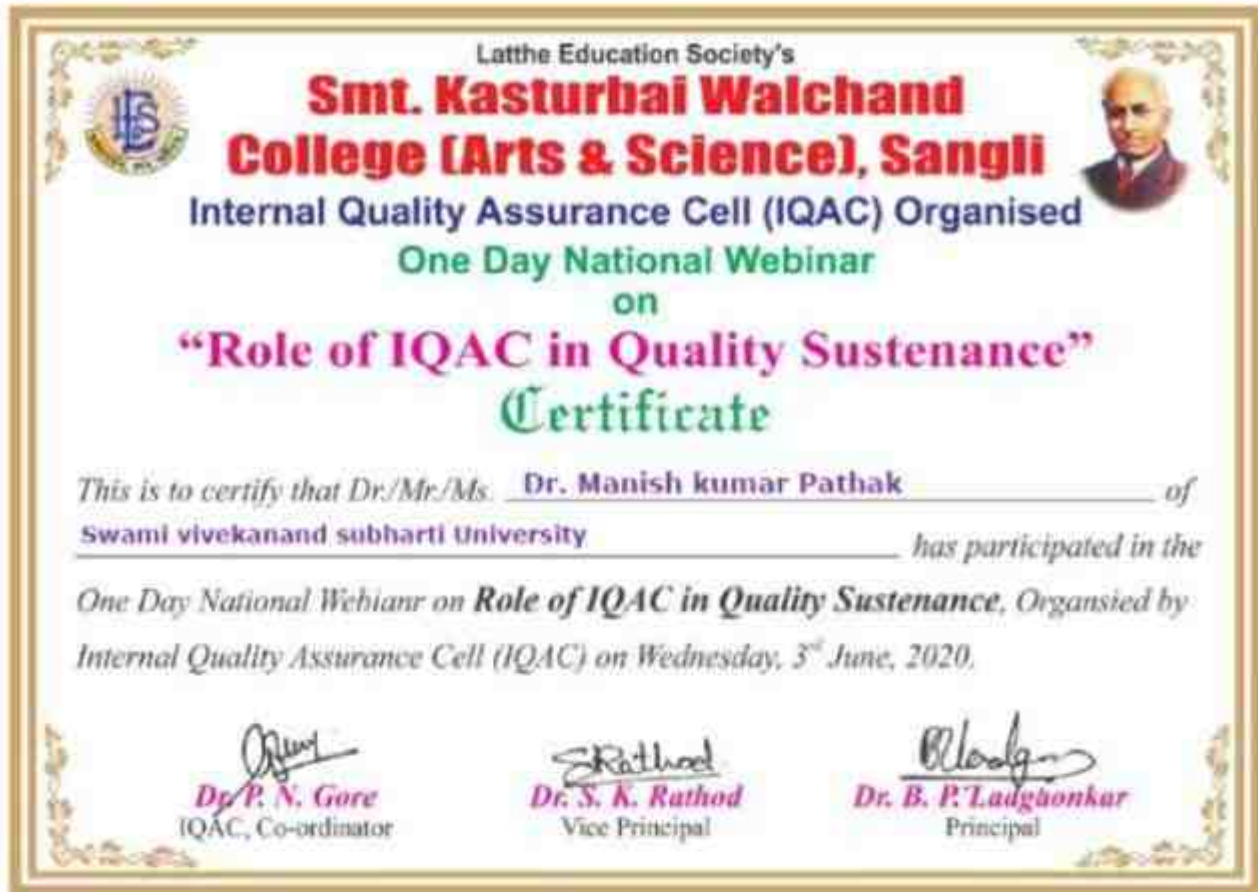 Latthe Education Society's
Smt. Kasturbai Walchand
College (Arts & Science), Sangli
Internal Quality Assurance Cell (IQAC) Organised
One Day National Webinar
on
“Role of IQAC in Quality Sustenance”
Certificate
This is to certify that Dr./Mr./Ms. Dr. Manish kumar Pathak of
Swami vivekanand subharti University has participated in the
One Day National Webianr on Role of IQAC in Quality Sustenance, Organsied by
Internal Quality Assurance Cell (IQAC) on Wednesday, 3rd June, 2020.
SRathod
Dr. P. N. Gore Dr. S. K. Rathod Dr. B. P. Ladgaonkar
IQAC, Co-ordinator Vice Principal Principal